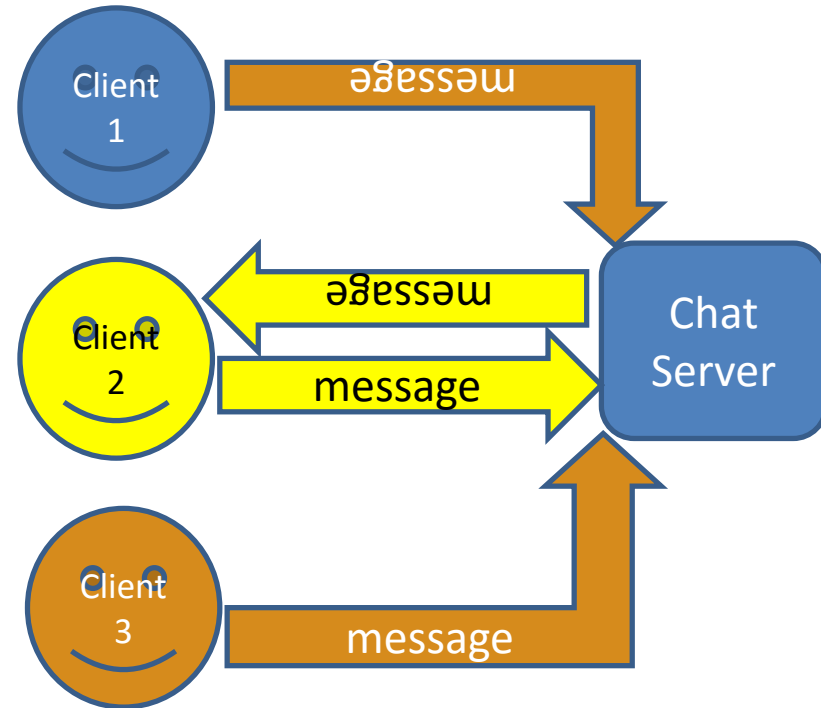 Client
1
message
message
Client
2
message
Chat
Server
Client
3
message